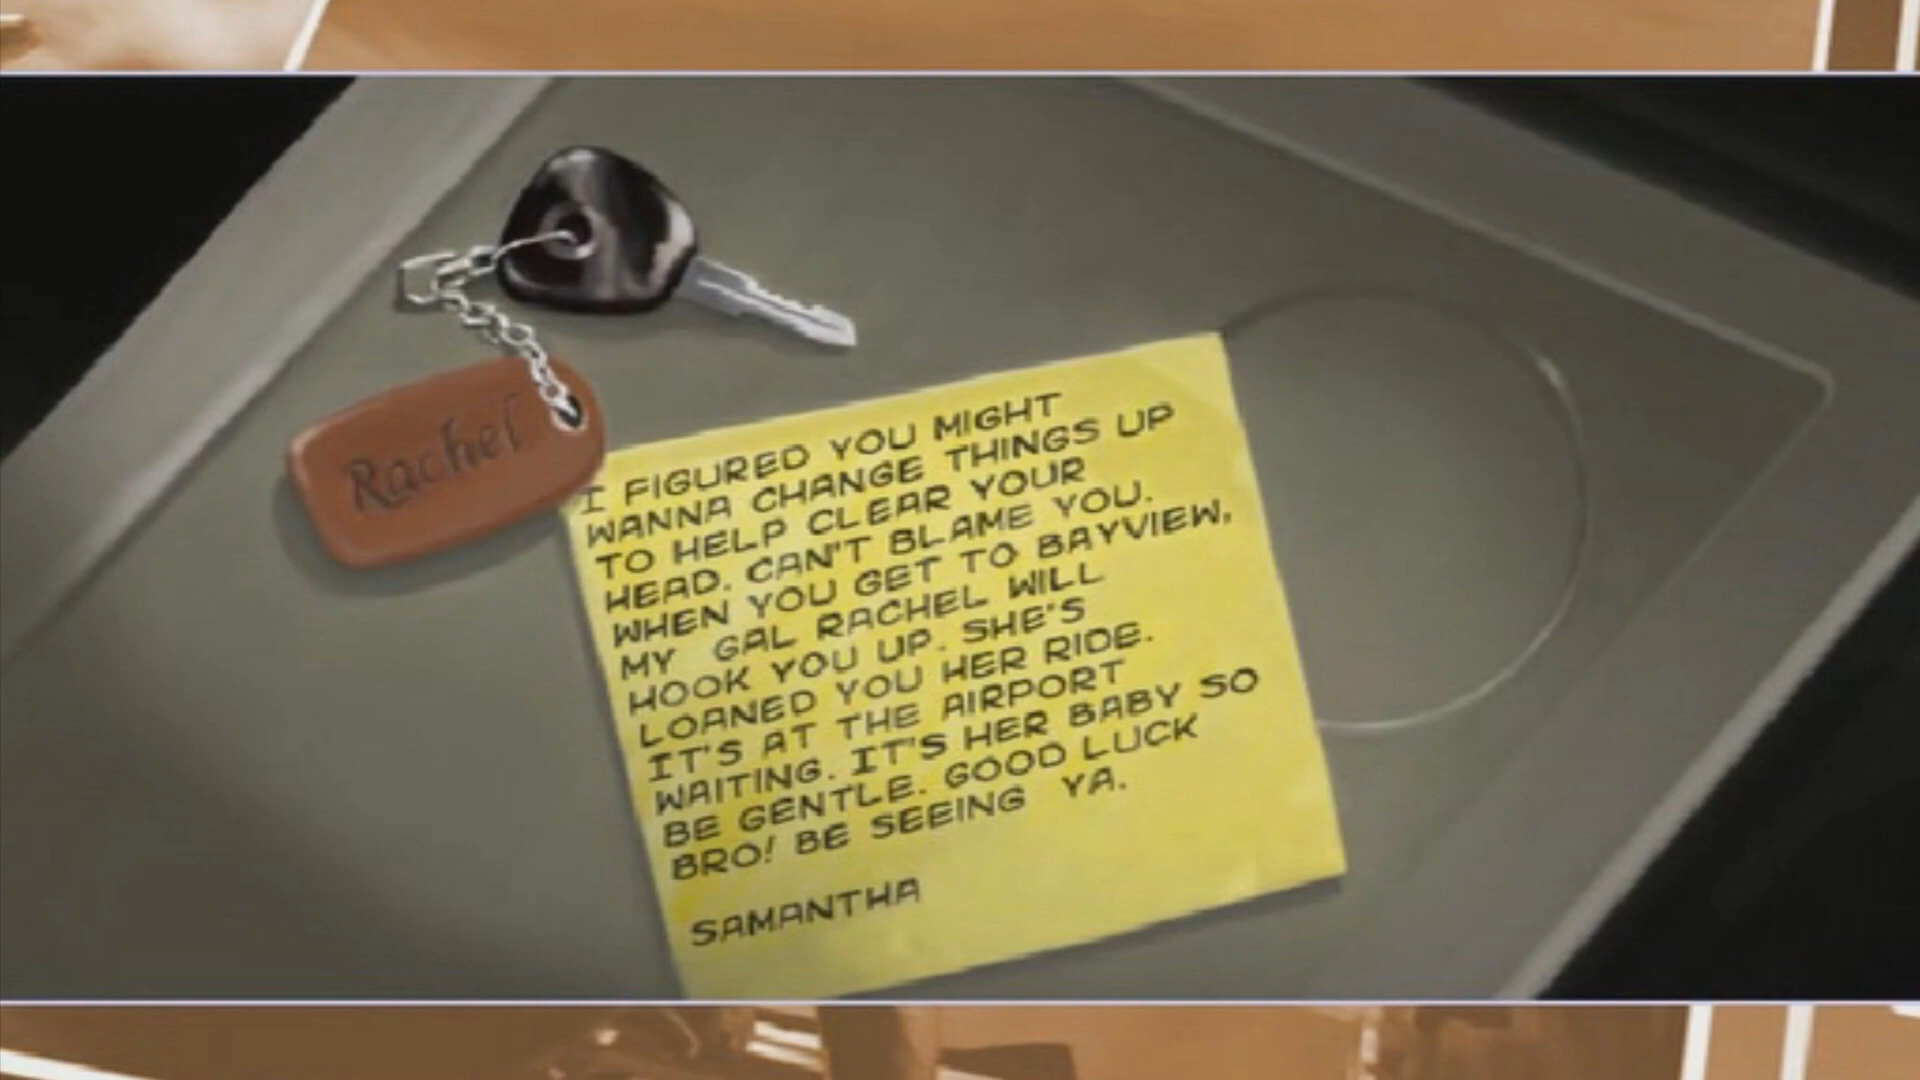 Rachel
I FIGURED YOU MIGHT
WANNA CHANGE THINGS UP
TO HELP CLEAR YOUR
HEAD. CAN'T BLAME YOU.
WHEN YOU GET TO BAYVIEW,
MY GAL RACHEL WILL
HOOK YOU UP. SHE'S
LOANED YOU HER RIDE.
IT'S AT THE AIRPORT
WAITING. IT'S HER BABY SO
BE GENTLE. GOOD LUCK
BRO! BE SEEING YA.
SAMANTHA